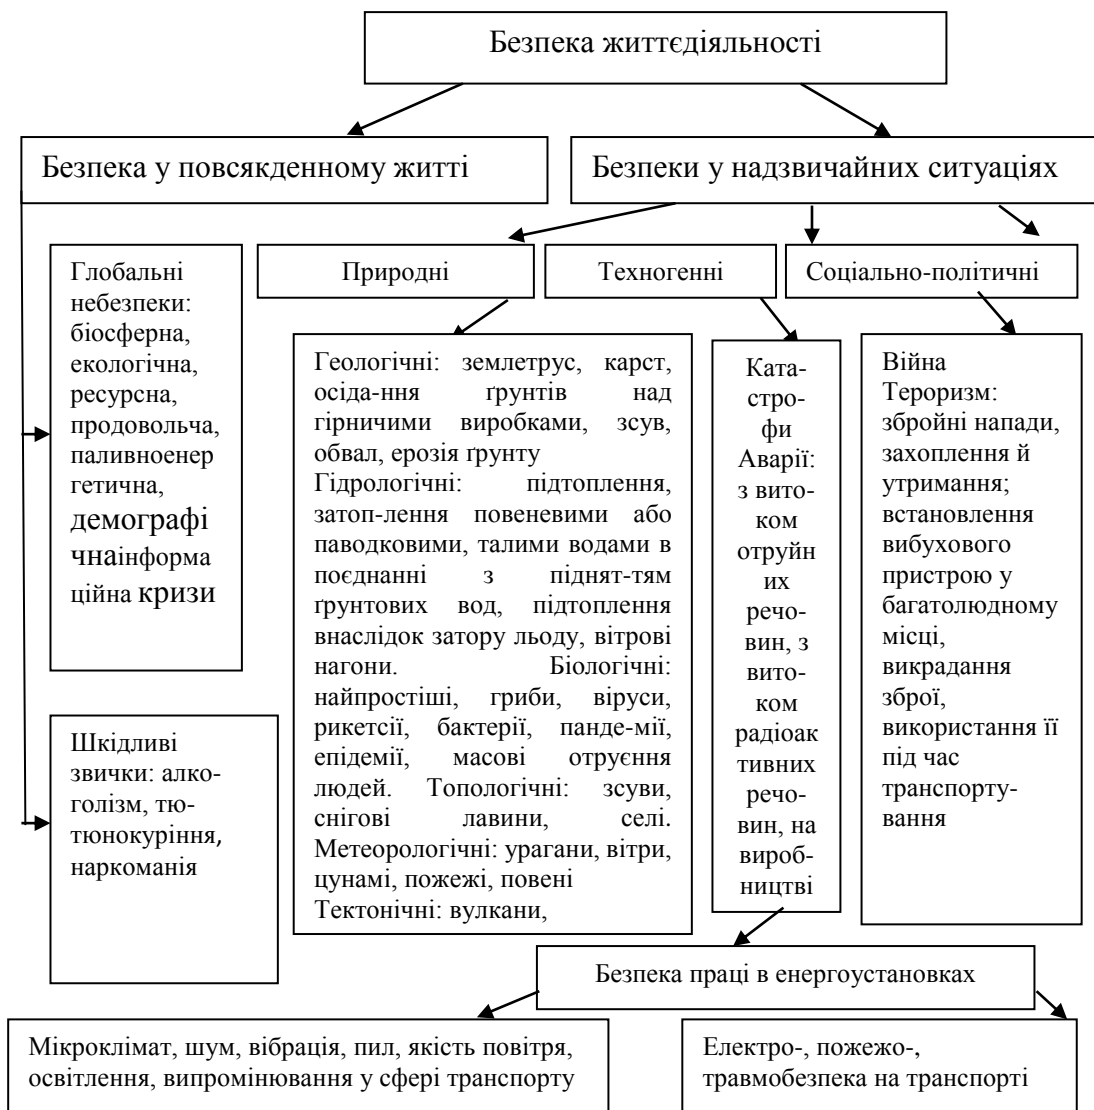 Безпека життєдіяльності
Безпека у повсякденному житті
Безпеки у надзвичайних ситуаціях
Глобальні
небезпеки:
біосферна,
екологічна,
ресурсна,
продовольча,
паливноенер
гетична,
демографі
чнаінформа
ційна кризи
Шкідливі
звички: алко-
голізм, тю-
тюнокуріння,
наркоманія
Природні
Техногенні
Соціально-політичні
Геологічні: землетрус, карст,
осіда-ння ґрунтів над
гірничими виробками, зсув,
обвал, ерозія ґрунту
Гідрологічні: підтоплення,
затоп-лення повеневими або
паводковими, талими водами в
поєднанні з піднят-тям
ґрунтових вод, підтоплення
внаслідок затору льоду, вітрові
нагони. Біологічні:
найпростіші, гриби, віруси,
рикетсії, бактерії, панде-мії,
епідемії, масові отруєння
людей. Топологічні: зсуви,
снігові лавини, селі.
Метеорологічні: урагани, вітри,
цунамі, пожежі, повені
Тектонічні: вулкани,
Ката-
стро-
фи
Аварії:
з вито-
ком
отруйн
их
речо-
вин, з
вито-
ком
радіоак
тивних
речо-
вин, на
вироб-
ництві
Війна
Тероризм:
збройні напади,
захоплення й
утримання;
встановлення
вибухового
пристрою у
багатолюдному
місці,
викрадання
зброї,
використання її
під час
транспорту-
вання
Безпека праці в енергоустановках
Мікроклімат, шум, вібрація, пил, якість повітря,
освітлення, випромінювання у сфері транспорту
Електро-, пожежо-,
травмобезпека на транспорті